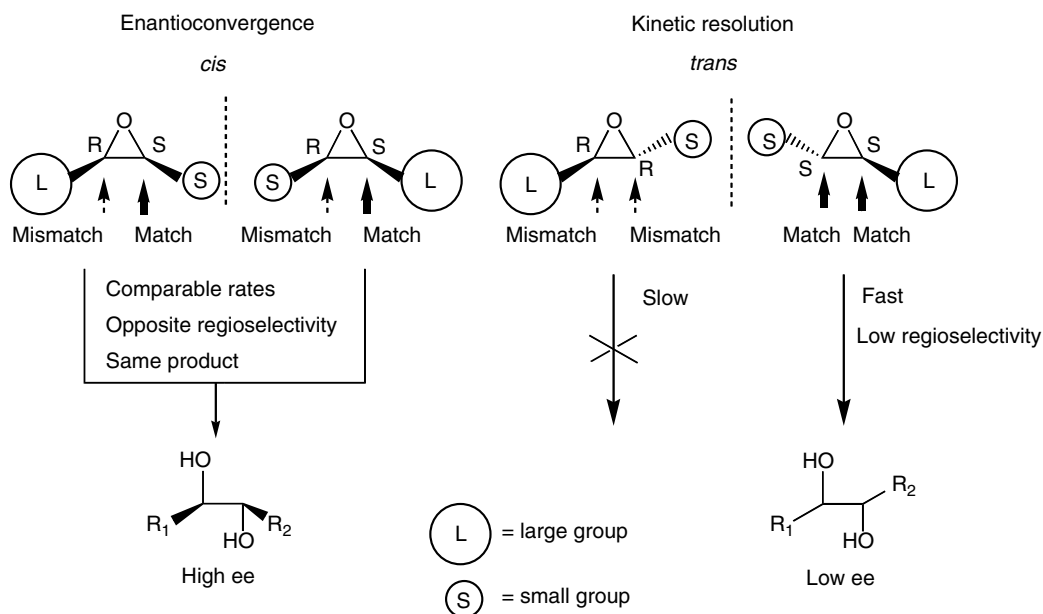 Enantioconvergence
cis
Kinetic resolution
trans
O
R
S
L
S
Mismatch
Match
O
R
S
S
L
Mismatch
Match
O
R
R
L
S
Mismatch
Mismatch
O
S
S
S
L
Match
Match
Comparable rates
Opposite regioselectivity
Same product
Slow
Fast
Low regioselectivity
HO
R1
HO
R2
High ee
L = large group
S = small group
HO
R1
R2
HO
Low ee